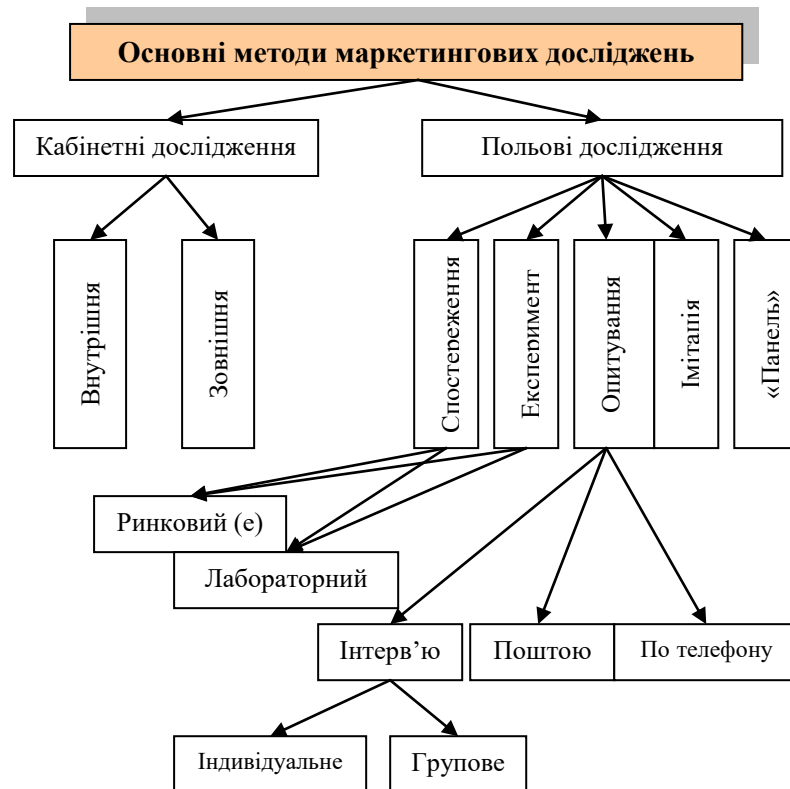 Основні методи маркетингових досліджень
Кабінетні дослідження
Польові дослідження
Внутрішня
Зовнішня
Спостереження
Експеримент
Опитування
Імітація
«Панель»
Ринковий (е)
Лабораторний
Інтерв’ю
Поштою
По телефону
Індивідуальне
Групове